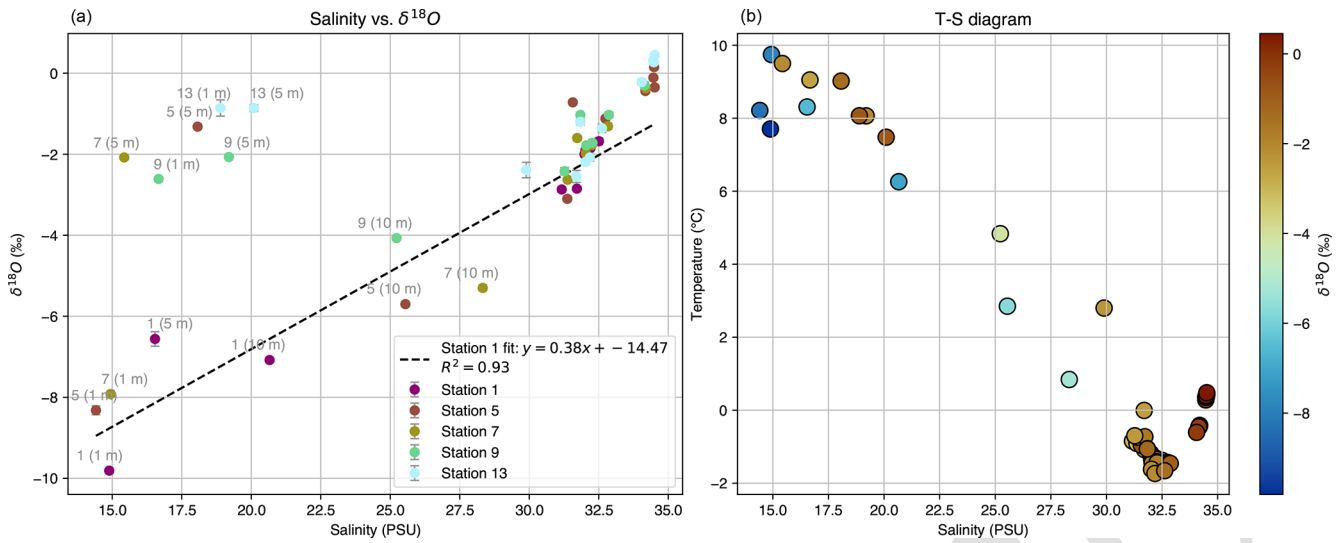 (a)
Salinity vs. δ¹⁸O
0
−2
−4
−6
−8
−10
δ¹⁸O (‰)
13 (1 m)
13 (5 m)
5 (5 m)
7 (5 m)
9 (5 m)
9 (1 m)
9 (10 m)
7 (10 m)
5 (10 m)
1 (5 m)
1 (10 m)
7 (1 m)
5 (1 m)
1 (1 m)
Station 1 fit: y = 0.38x + − 14.47
R² = 0.93
Station 1
Station 5
Station 7
Station 9
Station 13
15.0 17.5 20.0 22.5 25.0 27.5 30.0 32.5 35.0
Salinity (PSU)
(b)
T-S diagram
10
8
6
4
2
0
−2
Temperature (°C)
15.0 17.5 20.0 22.5 25.0 27.5 30.0 32.5 35.0
Salinity (PSU)
0
−2
−4
−6
−8
δ¹⁸O (‰)